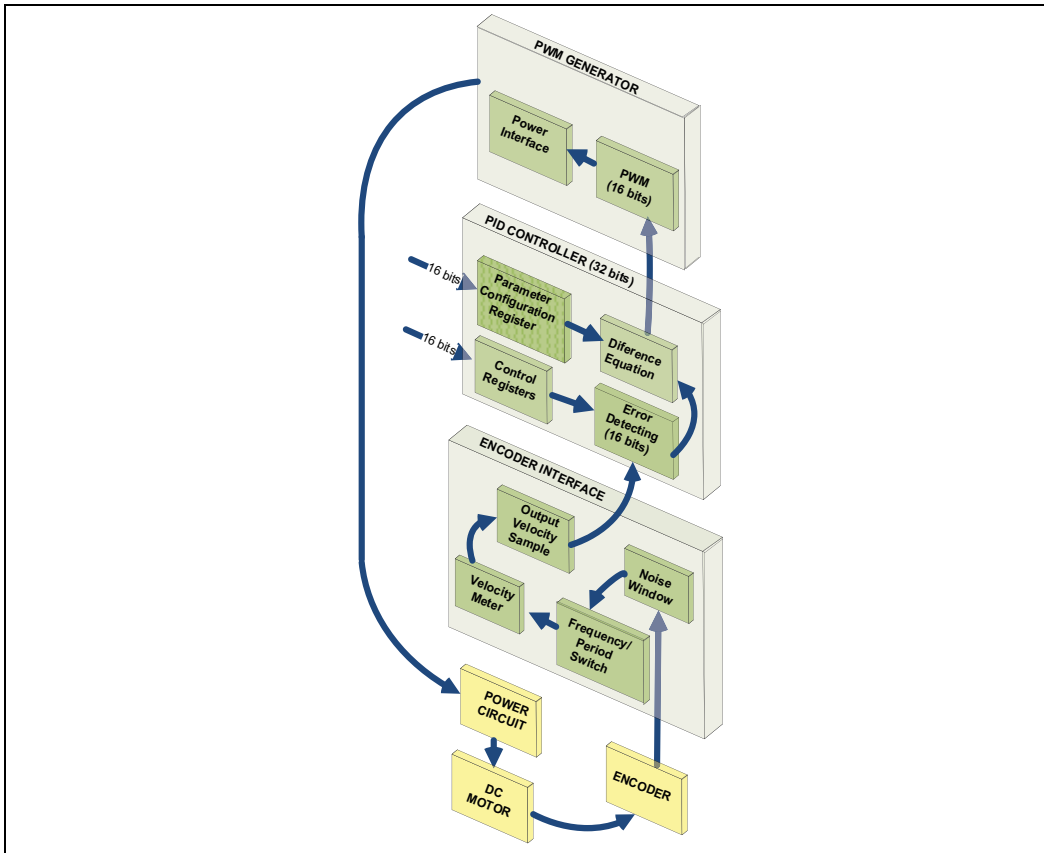 PWM GENERATOR
Power
Interface
PWM
(16 bits)
PID CONTROLLER (32 bits)
16 bits
Parameter
Configuration
Register
16 bits
Control
Registers
Diference
Equation
Error
Detecting
(16 bits)
ENCODER INTERFACE
Output
Velocity
Sample
Noise
Window
Velocity
Meter
Frequency/
Period
Switch
POWER
CIRCUIT
DC
MOTOR
ENCODER